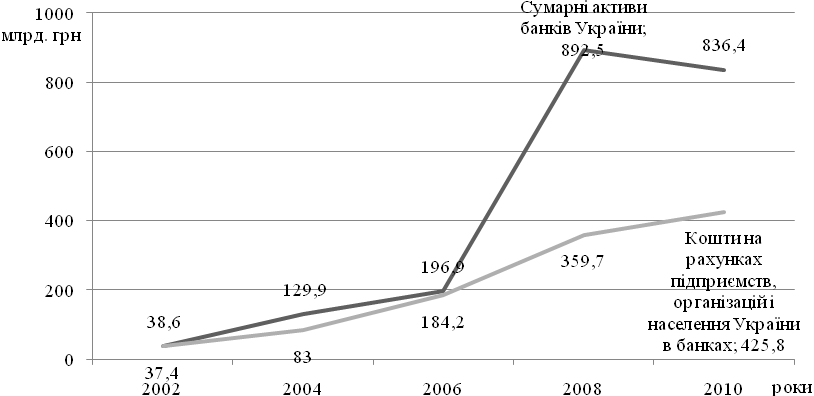 1000
млрд. грн
800
600
400
200
0
Сумарні активи
банків України;
892,5
836,4
38,6
129,9
196,9
37,4
83
184,2
359,7
Кошти на
рахунках
підприємств,
організацій і
населення України
в банках; 425,8
2002
2004
2006
2008
2010
роки